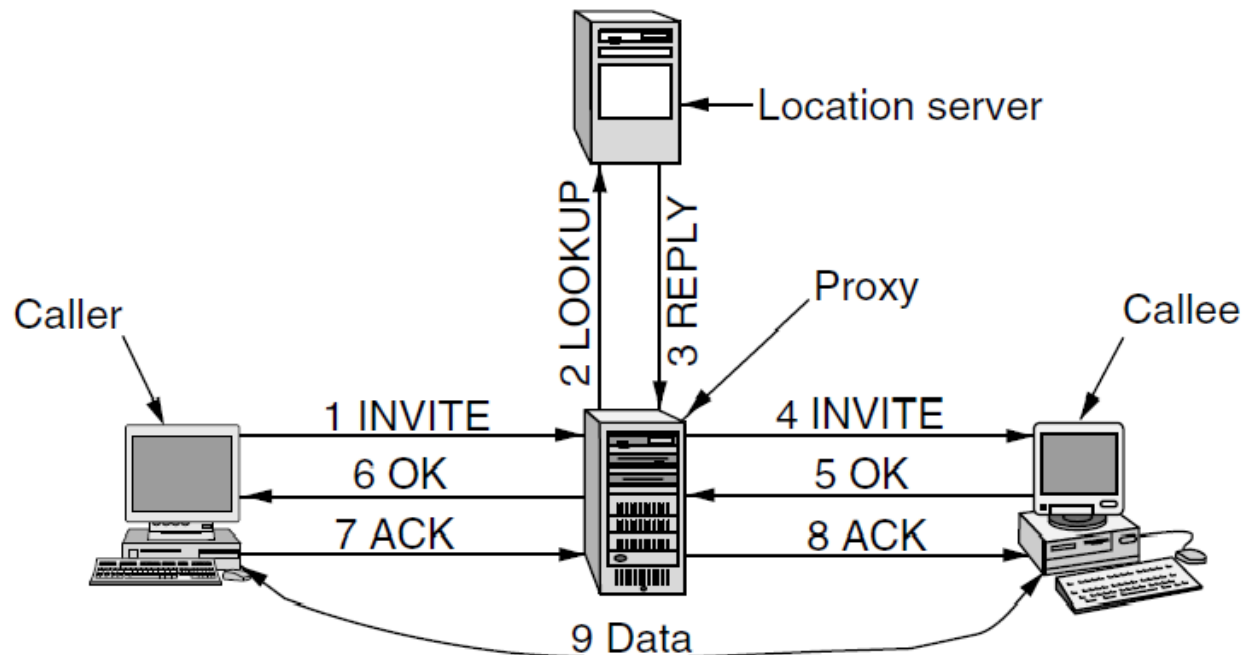 Location server
2 LOOKUP
3 REPLY
Proxy
Caller
Callee
1 INVITE
4 INVITE
6 OK
5 OK
7 ACK
8 ACK
9 Data